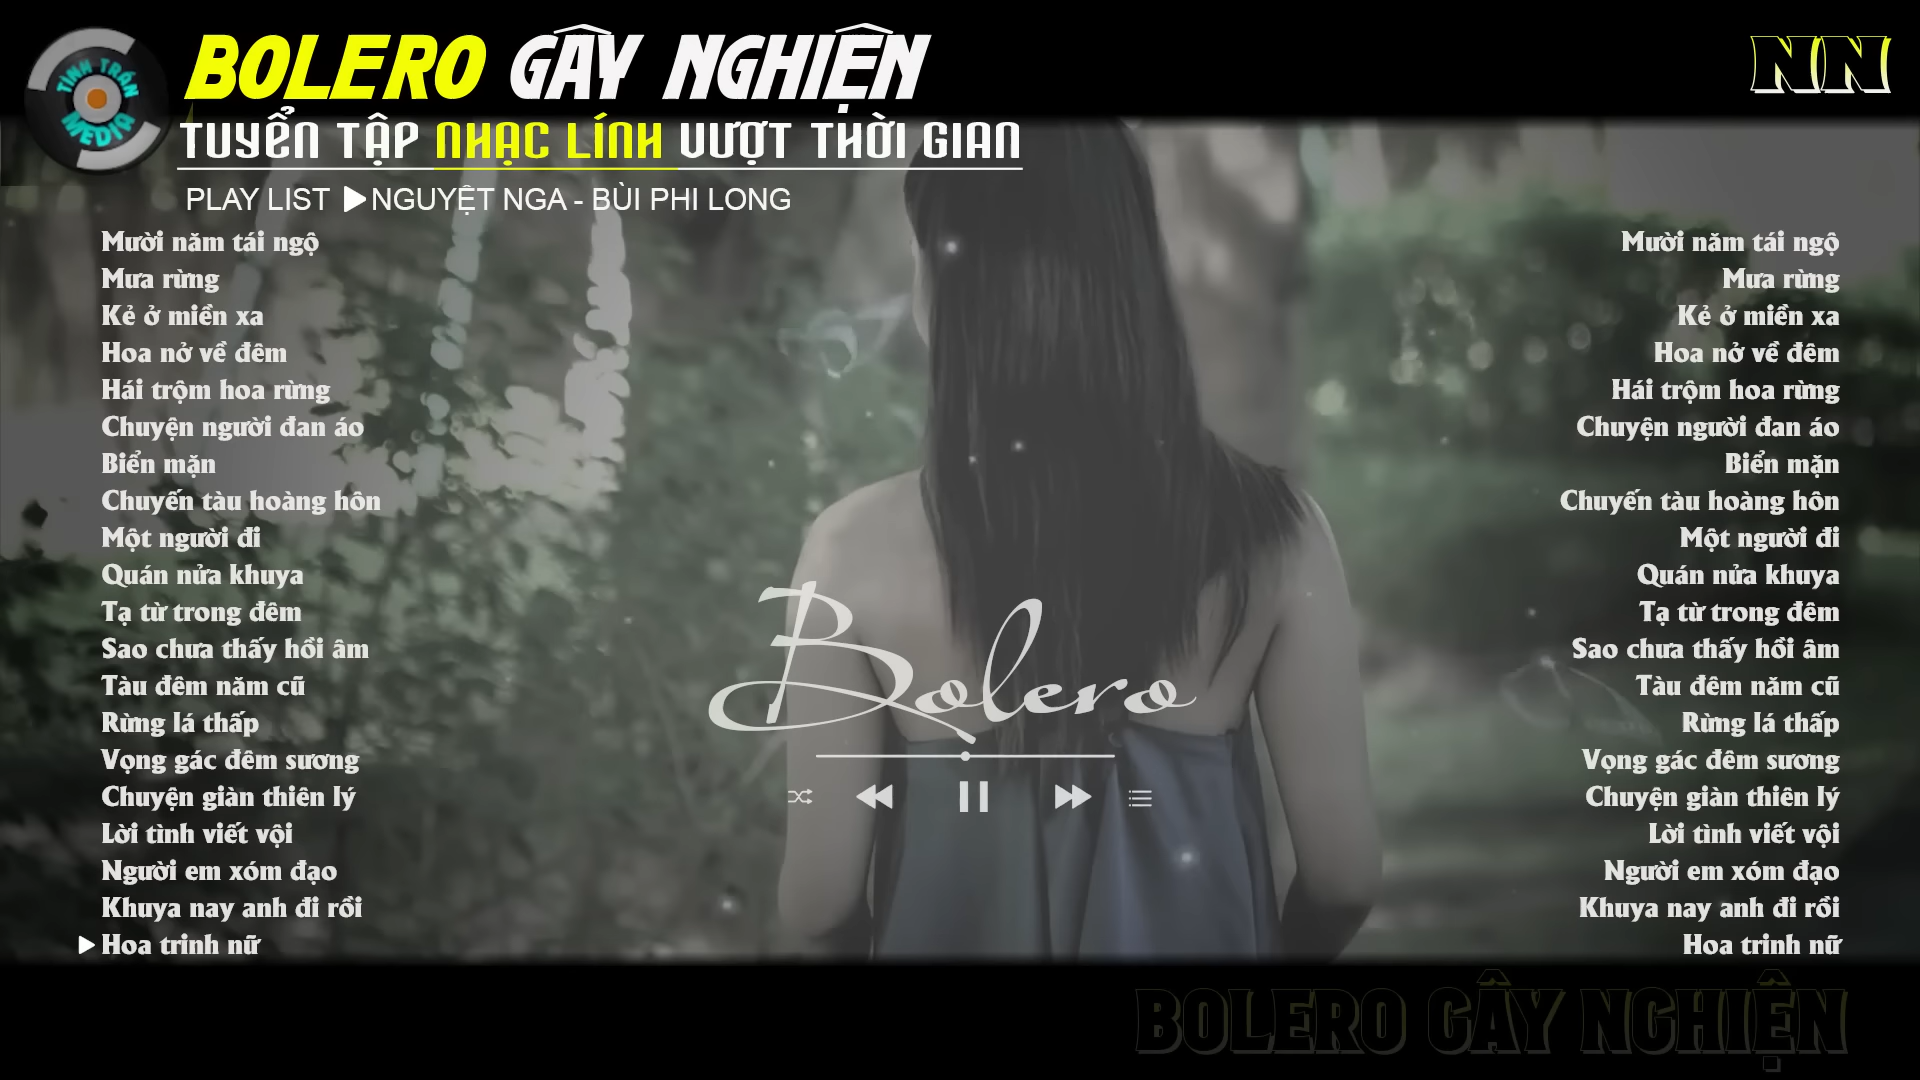 TÌNH TRẦN
MEDIA
BOLERO GÂY NGHIỆN
NN
TUYỂN TẬP NHẠC LÍNH VƯỢT THỜI GIAN
PLAY LIST ▶NGUYỆT NGA - BÙI PHI LONG
Mười năm tái ngộ
Mưa rừng
Kẻ ở miền xa
Hoa nở về đêm
Hái trộm hoa rừng
Chuyện người đan áo
Biển mặn
Chuyến tàu hoàng hôn
Một người đi
Quán nửa khuya
Tạ từ trong đêm
Sao chưa thấy hồi âm
Tàu đêm năm cũ
Rừng lá thấp
Vọng gác đêm sương
Chuyện giàn thiên lý
Lời tình viết vội
Người em xóm đạo
Khuya nay anh đi rồi
Hoa trinh nữ
Bolero
Mười năm tái ngộ
Mưa rừng
Kẻ ở miền xa
Hoa nở về đêm
Hái trộm hoa rừng
Chuyện người đan áo
Biển mặn
Chuyến tàu hoàng hôn
Một người đi
Quán nửa khuya
Tạ từ trong đêm
Sao chưa thấy hồi âm
Tàu đêm năm cũ
Rừng lá thấp
Vọng gác đêm sương
Chuyện giàn thiên lý
Lời tình viết vội
Người em xóm đạo
Khuya nay anh đi rồi
Hoa trinh nữ
BOLERO GÂY NGHIỆN